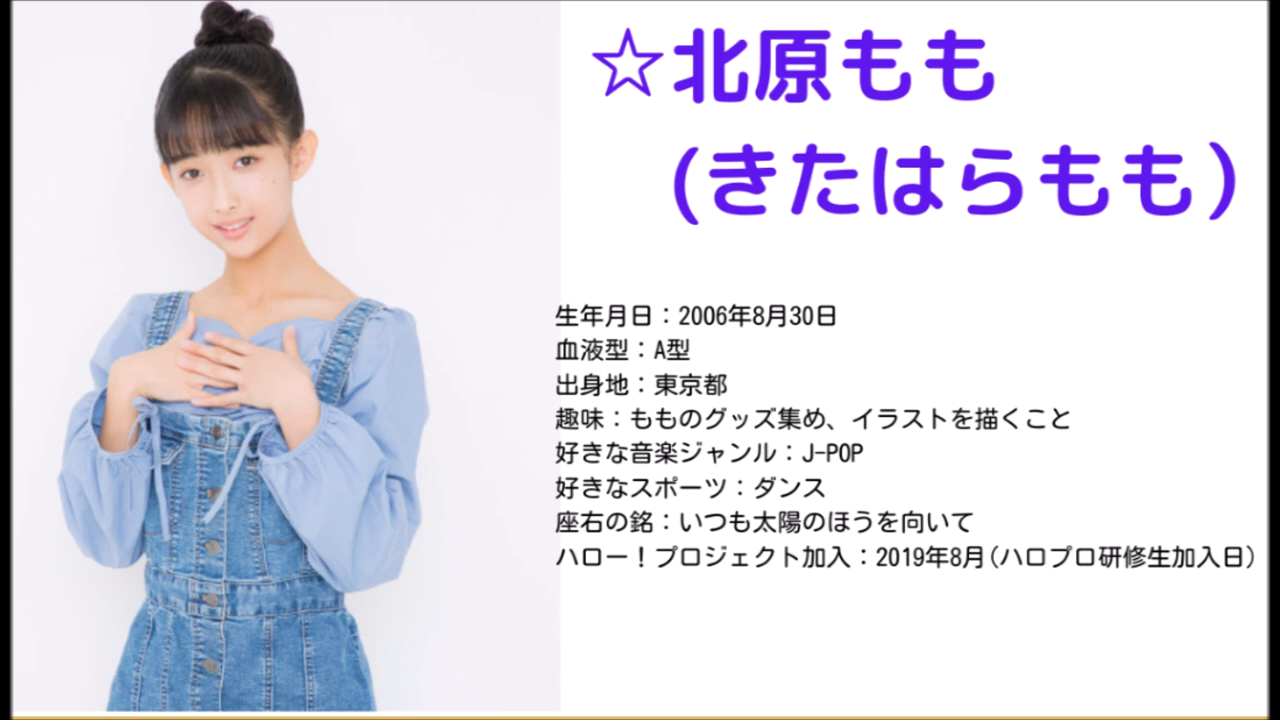 ☆北原もも
(きたはらもも)
生年月日：2006年8月30日
血液型：A型
出身地：東京都
趣味：もものグッズ集め、イラストを描くこと
好きな音楽ジャンル：J-POP
好きなスポーツ：ダンス
座右の銘：いつも太陽のほうを向いて
ハロー！プロジェクト加入：2019年8月(ハロプロ研修生加入日)